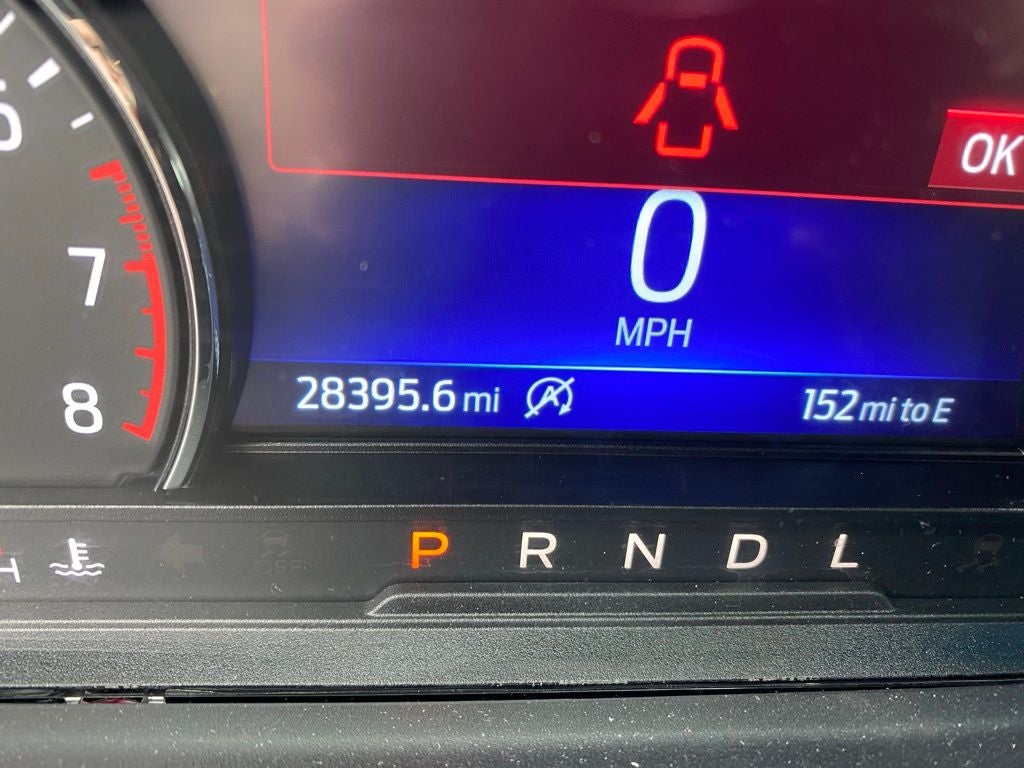 OK
0
MPH
7
8
28395.6 mi
152 mi to E
P R N D L